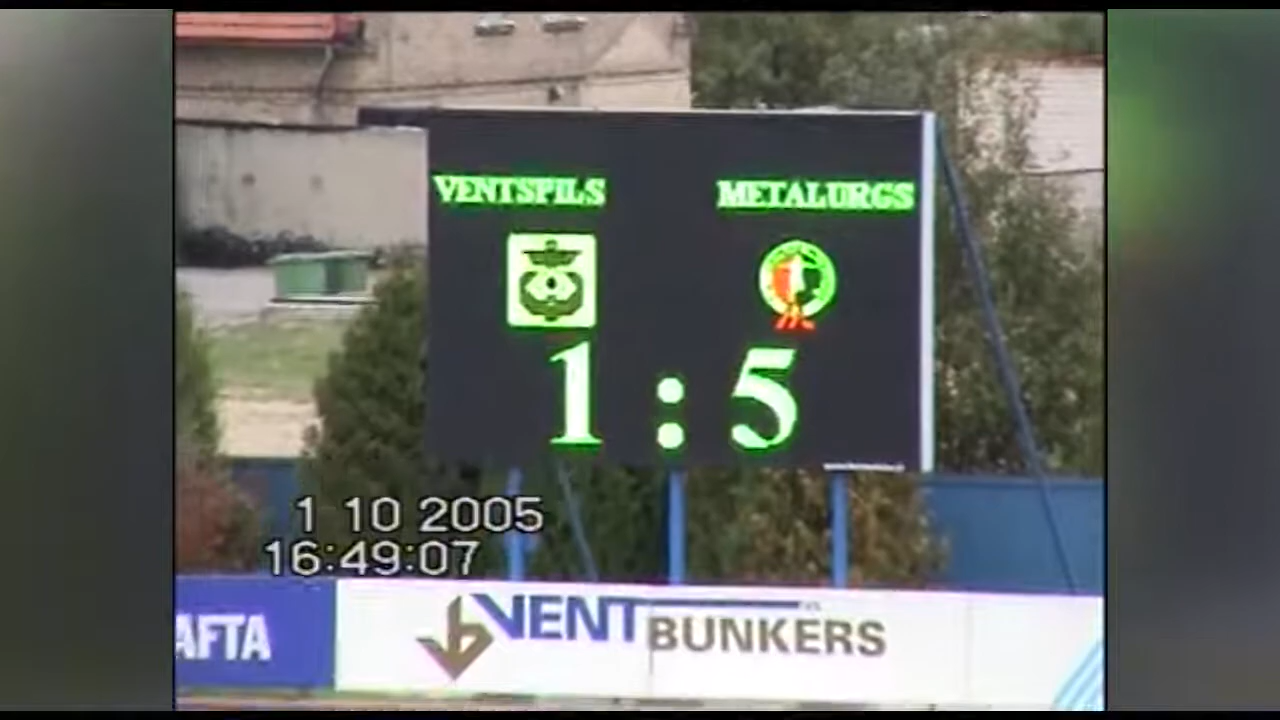 VENTSPILS METALURGS
1 : 5
1 10 2005
16:49:07
AFTA
VENT BUNKERS